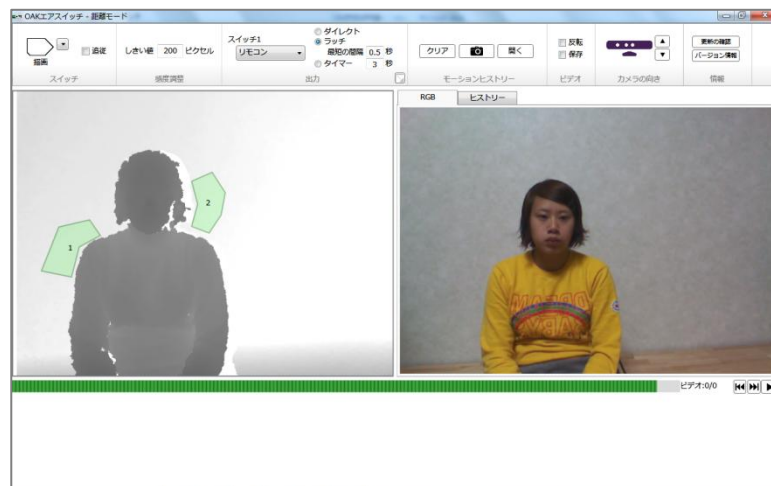 OAKエアスイッチ - 距離モード
描画
追従
スイッチ
しきい値 200 ピクセル
感度調整
スイッチ1
リモコン
ダイレクト
ラッチ
最短の間隔 0.5 秒
タイマー 3 秒
出力
クリア
開く
モーションヒストリー
反転
保存
ビデオ
カメラの向き
更新の確認
バージョン情報
情報
RGB
ヒストリー
1
2
ビデオ:0/0